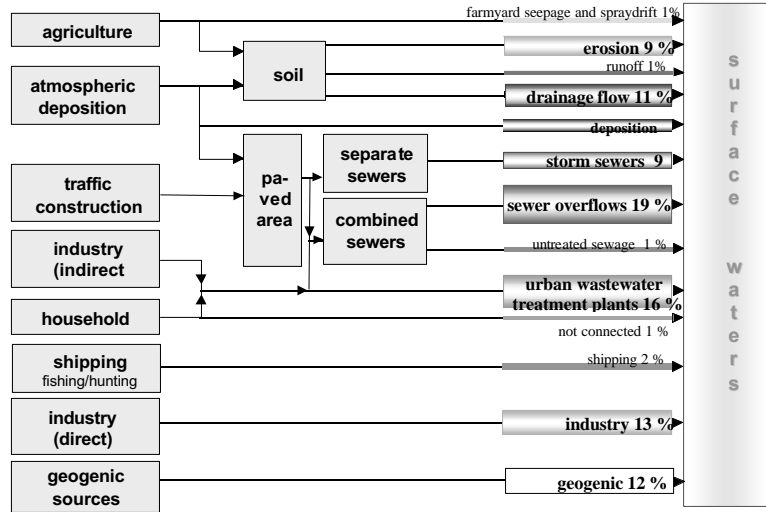 farmyard seepage and spraydrift 1%
agriculture
erosion 9 %
soil
runoff 1%
atmospheric
deposition
drainage flow 11 %
deposition
separate
sewers
storm sewers 9
pa-
ved
area
traffic
construction
combined
sewers
sewer overflows 19 %
industry
(indirect
untreated sewage 1 %
urban wastewater
treatment plants 16 %
household
not connected 1 %
shipping
fishing/hunting
shipping 2 %
industry
(direct)
industry 13 %
geogenic
sources
geogenic 12 %
surface waters